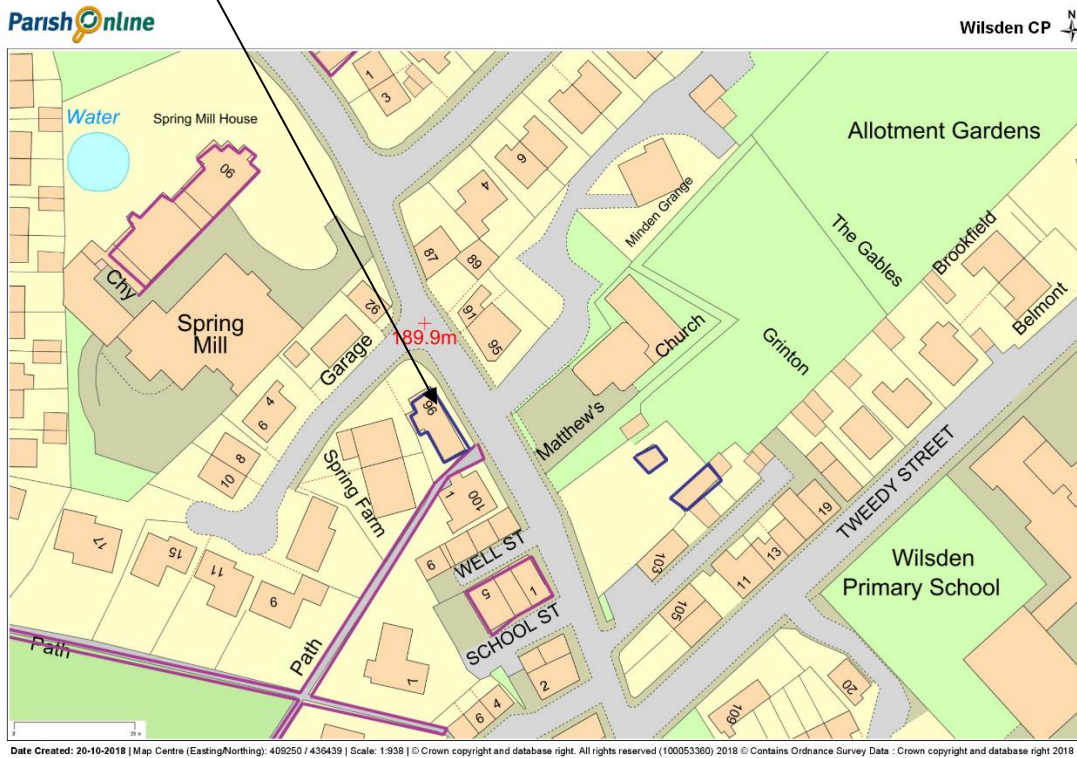 Parish Online
Wilsden CP
N
Water
Spring Mill House
1
3
90
Allotment Gardens
9
4
Minden Grange
The Gables
Brookfield
Belmont
87
89
Chy
Spring
Mill
92
91
95
189.9m
Garage
Church
Grinton
4
6
96
Matthew's
8
10
Spring Farm
1
100
TWEEDY STREET
19
17
15
11
9
9
WELL ST
13
11
103
Wilsden
Primary School
5
1
105
SCHOOL ST
Path
Path
7
2
20
6
4
109
Date Created: 20-10-2018 | Map Centre (Easting/Northing): 409250 / 436439 | Scale: 1:938 | © Crown copyright and database right. All rights reserved (100053360) 2018 © Contains Ordnance Survey Data : Crown copyright and database right 2018